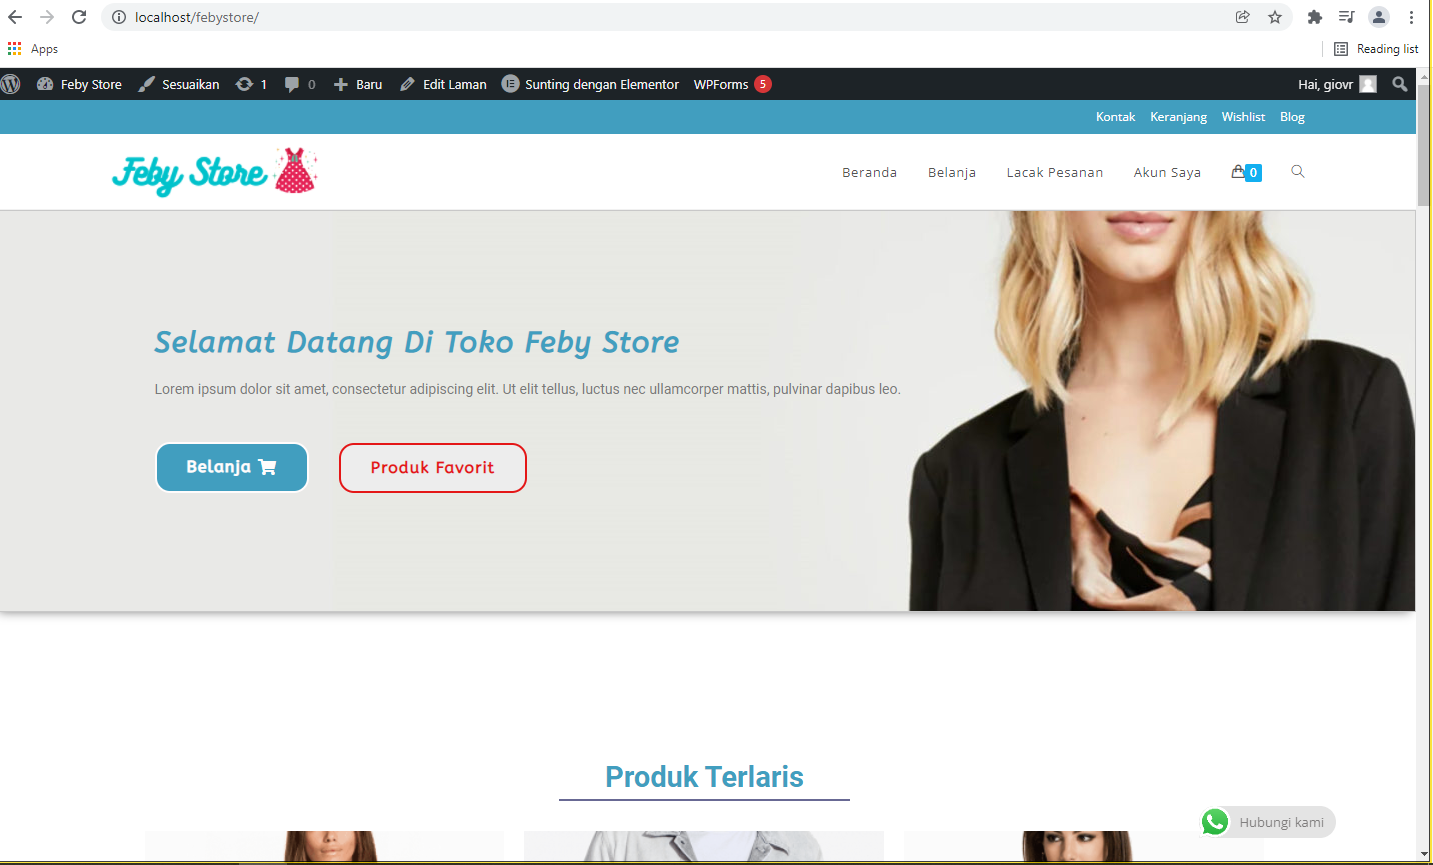 localhost/febystore/
Apps
Reading list
Feby Store
Sesuaikan
1
0
Baru
Edit Laman
Sunting dengan Elementor
WPForms 5
Hai, giovr
Kontak
Keranjang
Wishlist
Blog
Feby Store
Beranda
Belanja
Lacak Pesanan
Akun Saya
0
Selamat Datang Di Toko Feby Store
Lorem ipsum dolor sit amet, consectetur adipiscing elit. Ut elit tellus, luctus nec ullamcorper mattis, pulvinar dapibus leo.
Belanja
Produk Favorit
Produk Terlaris
Hubungi kami